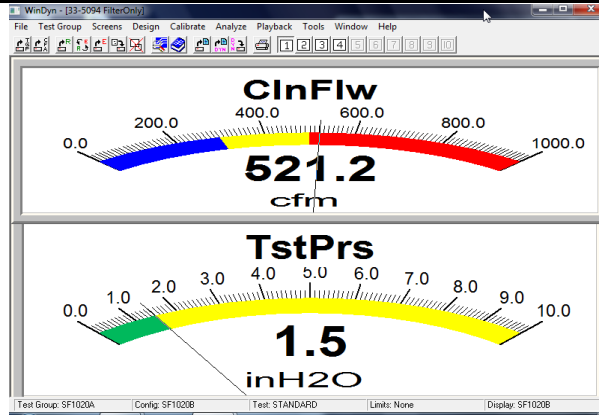 WinDyn - [33-5094 FilterOnly]
File Test Group Screens Design Calibrate Analyze Playback Tools Window Help
1 2 3 4 5 6 7 8 9 10
ClnFlw
0.0 200.0 400.0 600.0 800.0 1000.0
521.2
cfm
TstPrs
0.0 1.0 2.0 3.0 4.0 5.0 6.0 7.0 8.0 9.0 10.0
1.5
inH2O
Test Group: SF1020A Config: SF1020B Test: STANDARD Limits: None Display: SF1020B